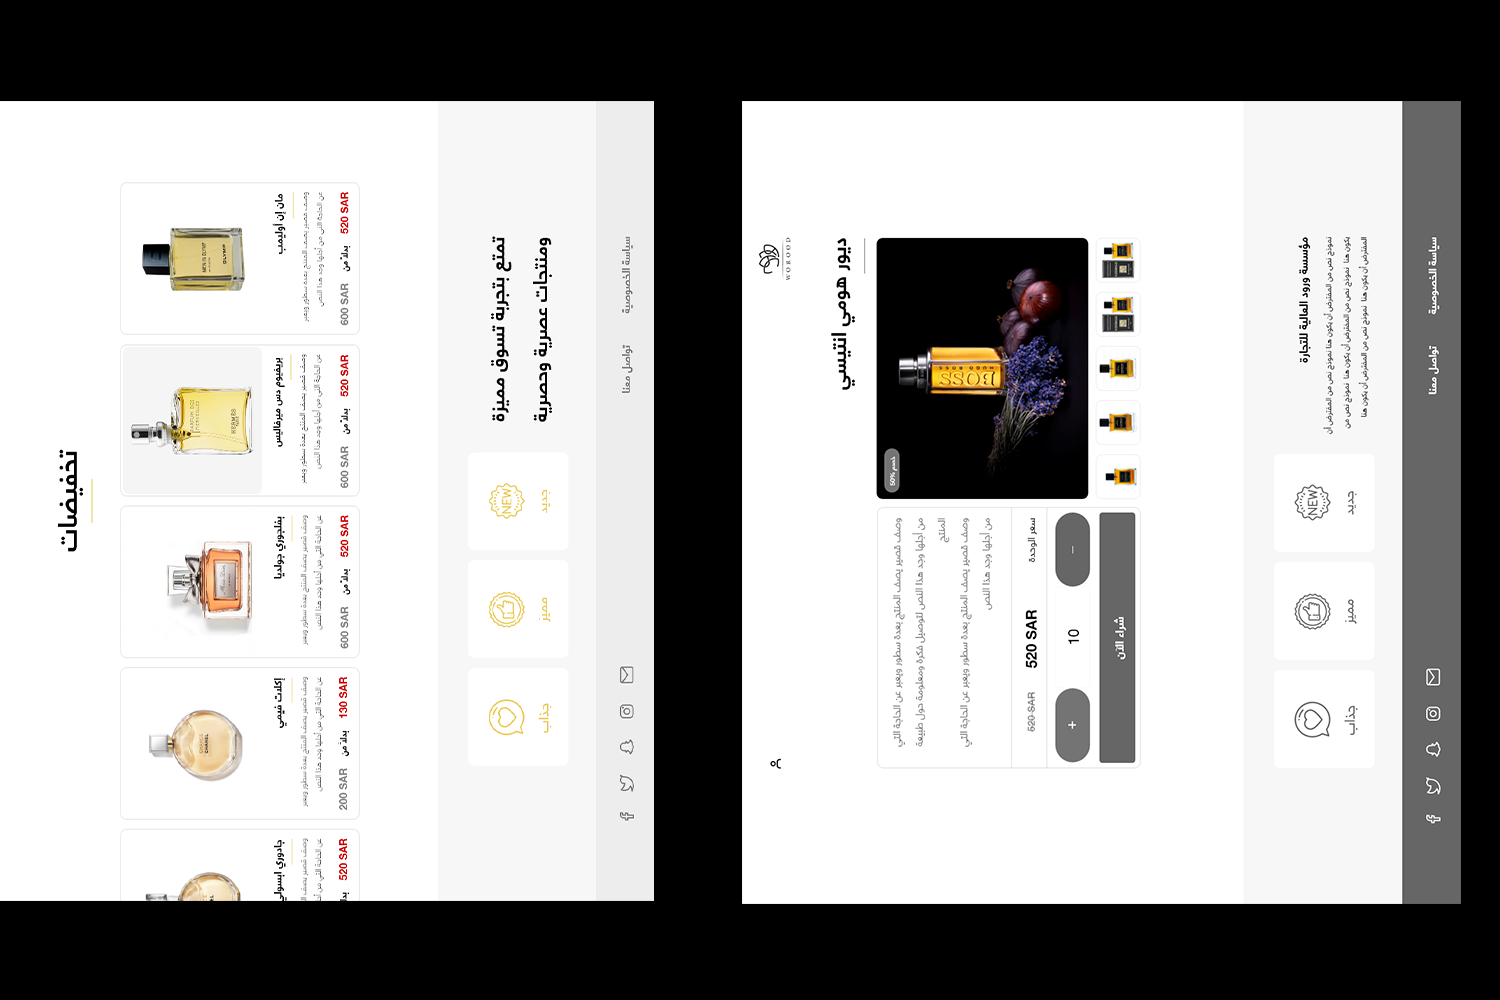 تخفيضات
مان إن أوليمب
وصف قصير يصف المنتج بعدة سطور ويعبر
عن الحاجة التي من أجلها وجد هذا النص
520 SAR بدلاً من 600 SAR
بريفيوم دس ميرفاليس
وصف قصير يصف المنتج بعدة سطور ويعبر
عن الحاجة التي من أجلها وجد هذا النص
520 SAR بدلاً من 600 SAR
وصف قصير يصف المنتج بعدة سطور ويعبر
عن الحاجة التي من أجلها وجد هذا النص
520 SAR بدلاً من 600 SAR
وصف قصير يصف المنتج بعدة سطور ويعبر
عن الحاجة التي من أجلها وجد هذا النص
130 SAR بدلاً من 200 SAR
520 SAR
تمتع بتجربة تسوق مميزة
ومنتجات عصرية وحصرية
NEW
جديد
مميز
جذاب
سياسة الخصوصية
تواصل معنا
WOROOD
ديور هومي انتيسي
BOSS
HUGO BOSS
خصم 50%
وصف قصير يصف المنتج بعدة سطور ويعبر عن الحاجة التي
من أجلها وجد هذا النص لتوصيل فكرة ومعلومة حول طبيعة
المنتج
وصف قصير يصف المنتج بعدة سطور ويعبر عن الحاجة التي
من أجلها وجد هذا النص
سعر الوحدة
520 SAR
620 SAR
–
10
+
شراء الآن
مؤسسة ورود العالية للتجارة
نموذج نص من المفترض أن يكون هنا نموذج نص من المفترض أن
يكون هنا نموذج نص من المفترض أن يكون هنا نموذج نص من
المفترض أن يكون هنا نموذج نص من المفترض أن يكون هنا
NEW
جديد
مميز
جذاب
سياسة الخصوصية
تواصل معنا